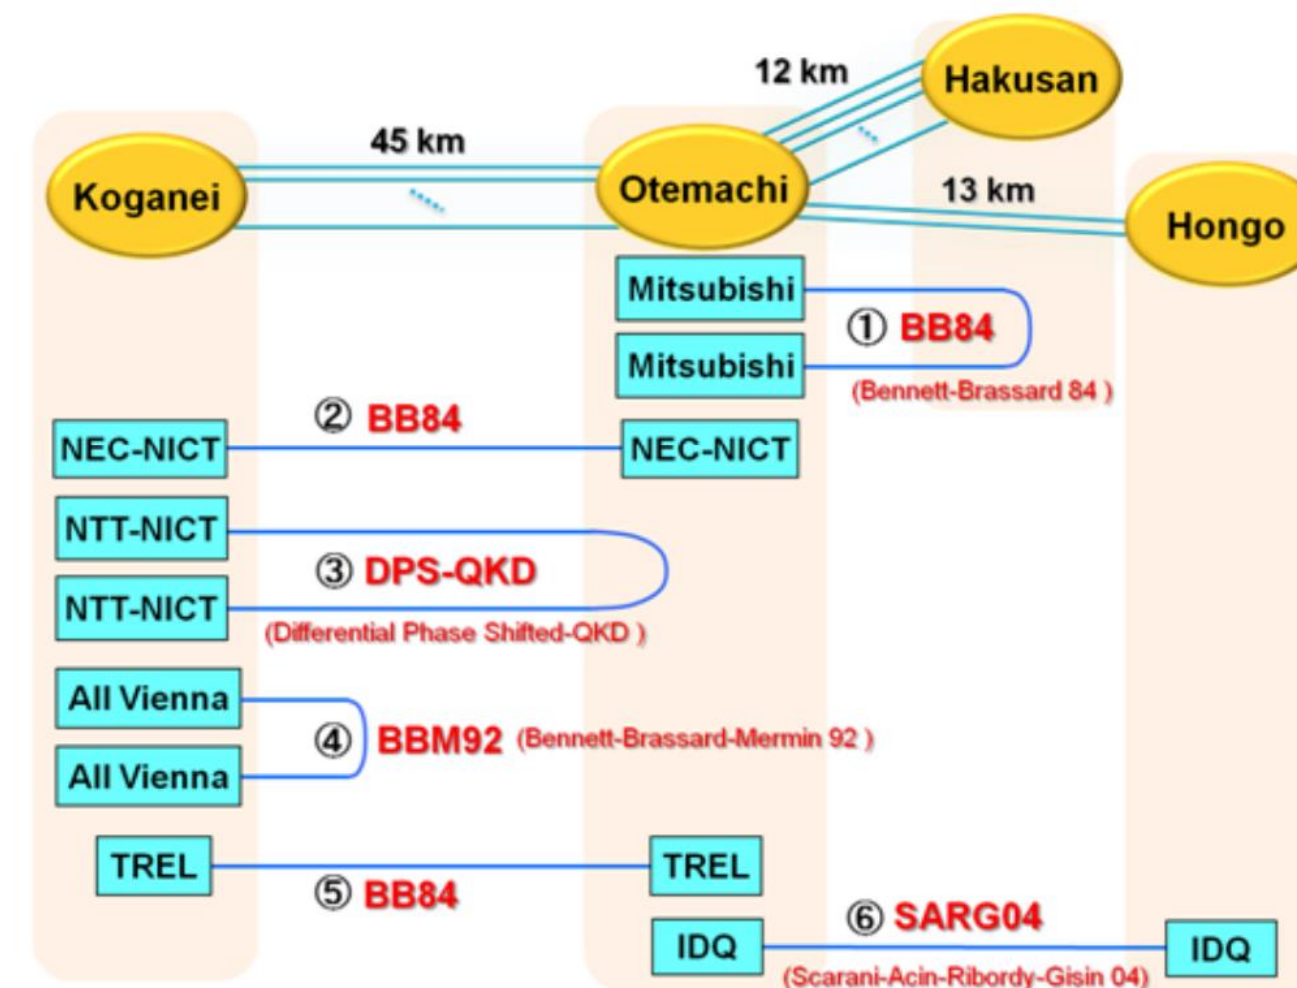 12 km
Hakusan
45 km
Koganei
Otemachi
13 km
Hongo
Mitsubishi
① BB84
Mitsubishi
(Bennett-Brassard 84 )
② BB84
NEC-NICT
NEC-NICT
NTT-NICT
③ DPS-QKD
NTT-NICT
(Differential Phase Shifted-QKD )
All Vienna
④ BBM92 (Bennett-Brassard-Mermin 92 )
All Vienna
TREL
TREL
⑤ BB84
⑥ SARG04
IDQ
IDQ
(Scarani-Acin-Ribordy-Gisin 04)